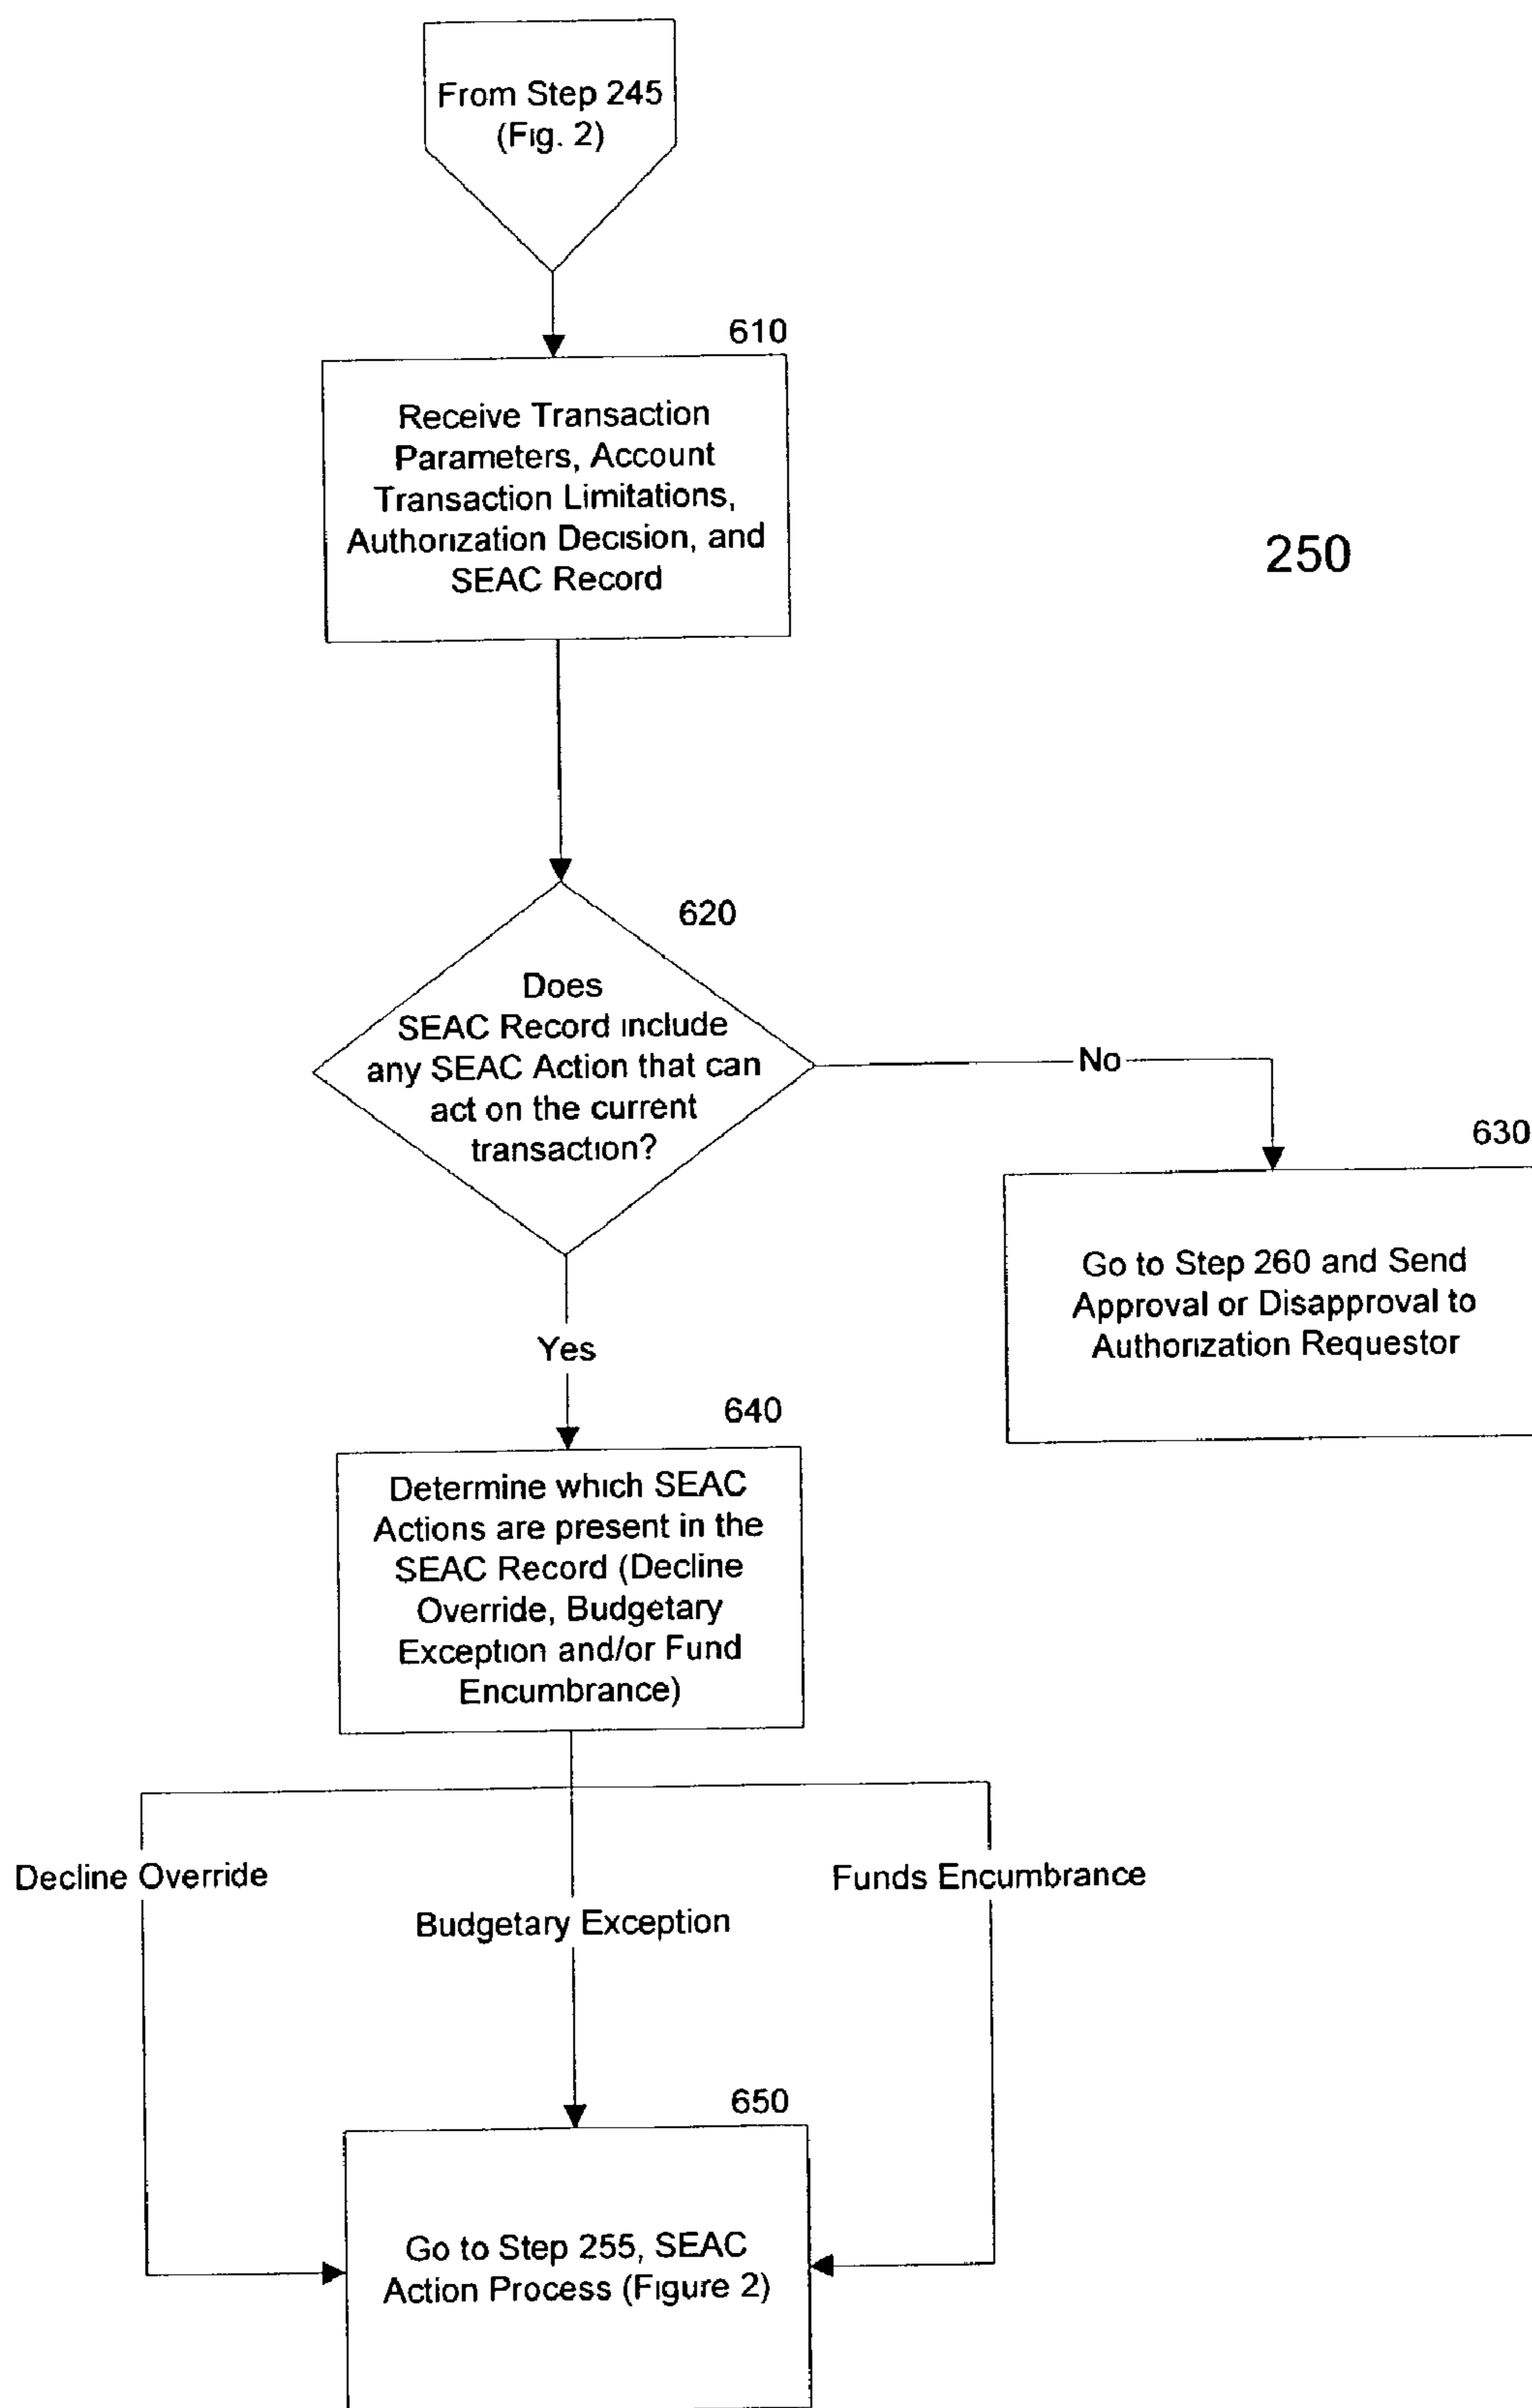 From Step 245
(Fig. 2)
610
Receive Transaction
Parameters, Account
Transaction Limitations,
Authorization Decision, and
SEAC Record
250
620
Does
SEAC Record include
any SEAC Action that can
act on the current
transaction?
No
630
Go to Step 260 and Send
Approval or Disapproval to
Authorization Requestor
Yes
640
Determine which SEAC
Actions are present in the
SEAC Record (Decline
Override, Budgetary
Exception and/or Fund
Encumbrance)
Decline Override
Funds Encumbrance
Budgetary Exception
650
Go to Step 255, SEAC
Action Process (Figure 2)